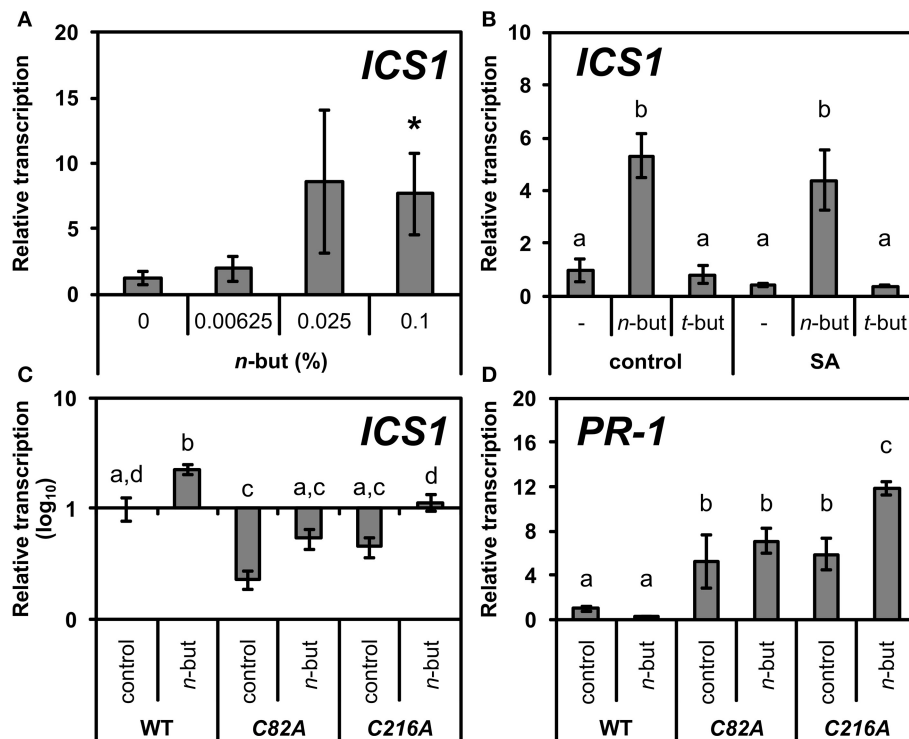 A
Relative transcription
20
15
10
5
0
ICS1
*
0 0.00625 0.025 0.1
n-but (%)
B
Relative transcription
10
8
6
4
2
0
ICS1
a b a a b a
- n-but t-but - n-but t-but
control SA
C
Relative transcription
(log10)
10
1
0
ICS1
a,d b c a,c a,c d
control n-but control n-but control n-but
WT C82A C216A
D
Relative transcription
20
16
12
8
4
0
PR-1
a a b b b c
control n-but control n-but control n-but
WT C82A C216A